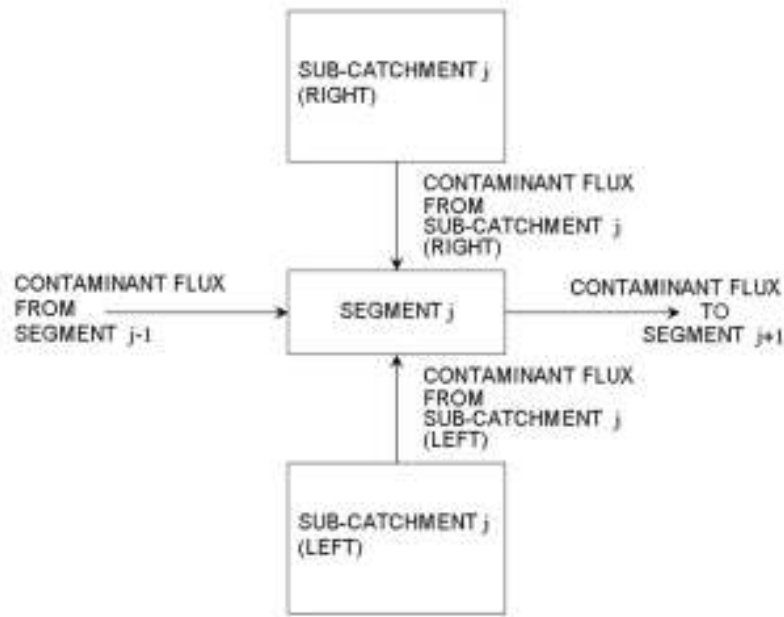 SUB-CATCHMENT j
(RIGHT)
CONTAMINANT FLUX
FROM
SUB-CATCHMENT j
(RIGHT)
CONTAMINANT FLUX
FROM
SEGMENT j-1
SEGMENT j
CONTAMINANT FLUX
TO
SEGMENT j+1
CONTAMINANT FLUX
FROM
SUB-CATCHMENT j
(LEFT)
SUB-CATCHMENT j
(LEFT)